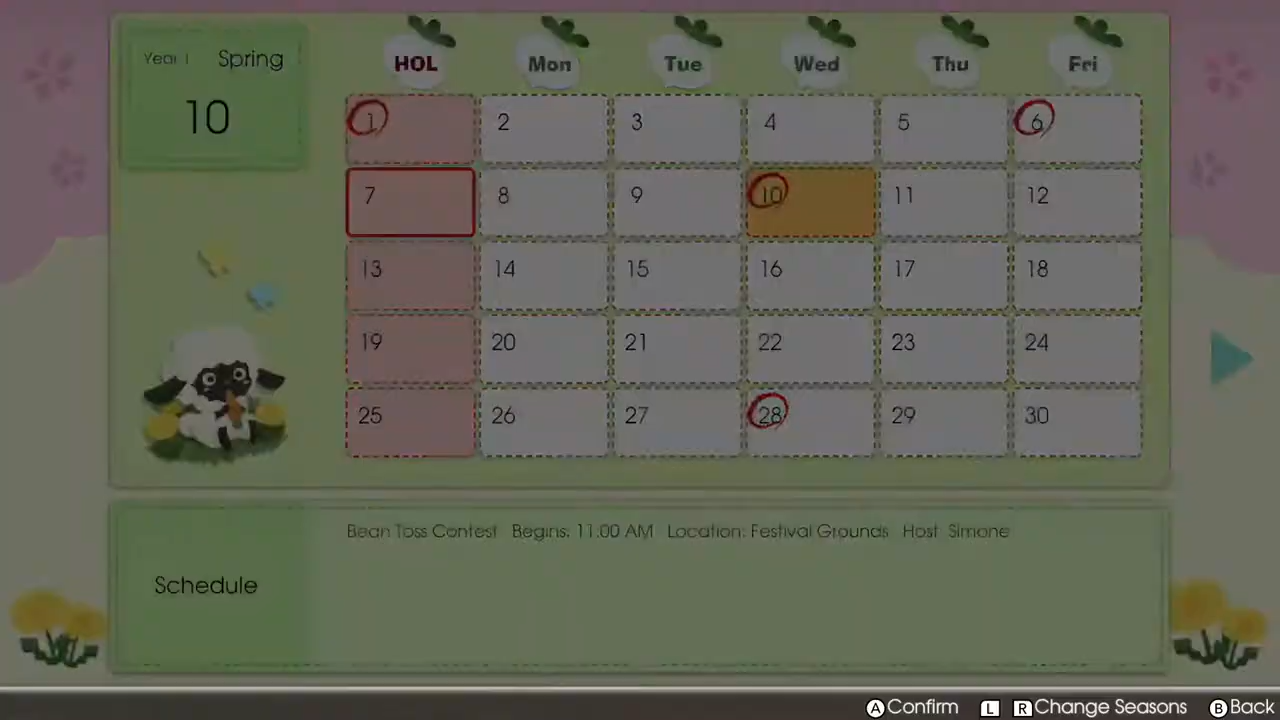 Year 1 Spring
10
HOL Mon Tue Wed Thu Fri
1 2 3 4 5 6
7 8 9 10 11 12
13 14 15 16 17 18
19 20 21 22 23 24
25 26 27 28 29 30
Schedule
Bean Toss Contest Begins: 11:00 AM Location: Festival Grounds Host: Simone
A Confirm L R Change Seasons B Back